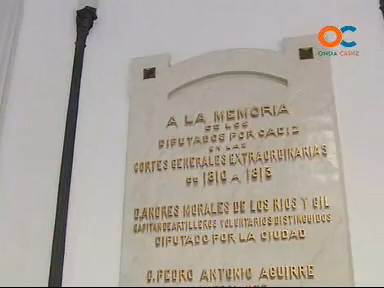 OC
ONDA CADIZ
A LA MEMORIA
DE LOS
DIPUTADOS POR CADIZ
EN LAS
CORTES GENERALES EXTRAORDINARIAS
DE 1810 A 1813
D. ANDRES MORALES DE LOS RIOS Y GIL
CAPITAN DE ARTILLEROS VOLUNTARIOS DISTINGUIDOS
DIPUTADO POR LA CIUDAD
D. PEDRO ANTONIO AGUIRRE